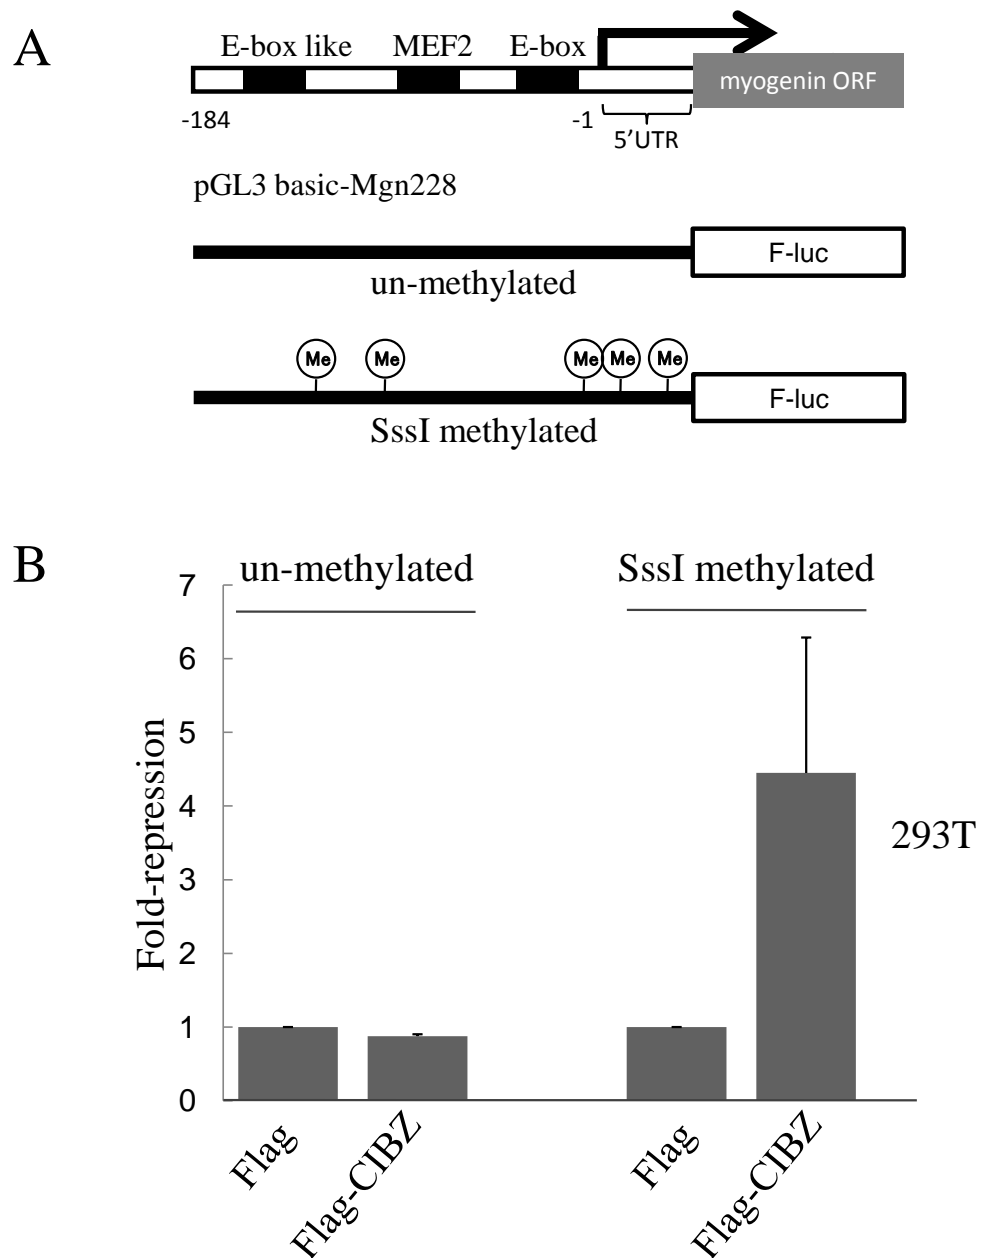 A
E-box like MEF2 E-box
myogenin ORF
-184 -1
5'UTR
pGL3 basic-Mgn228
F-luc
un-methylated
Me Me Me Me Me
F-luc
SssI methylated
B
un-methylated SssI methylated
7
6
5
4
3
2
1
0
Fold-repression
293T
Flag Flag-CIBZ Flag Flag-CIBZ